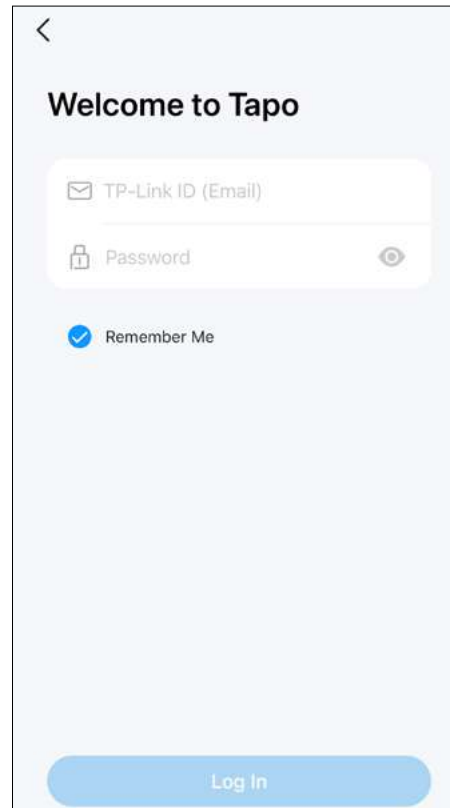 Welcome to Tapo
TP-Link ID (Email)
Password
Remember Me
Log In